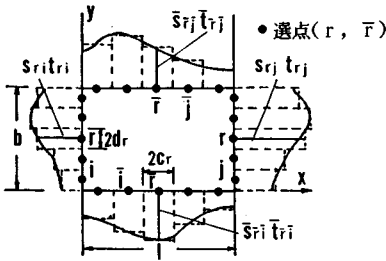 y
s̄r̄j̄ t̄r̄j̄
● 選点(r, r̄)
sri tri
srj trj
r̄ j̄
b
r 2dr
r
i ī 2cr j
r̄
x
s̄r̄ī t̄r̄ī
l